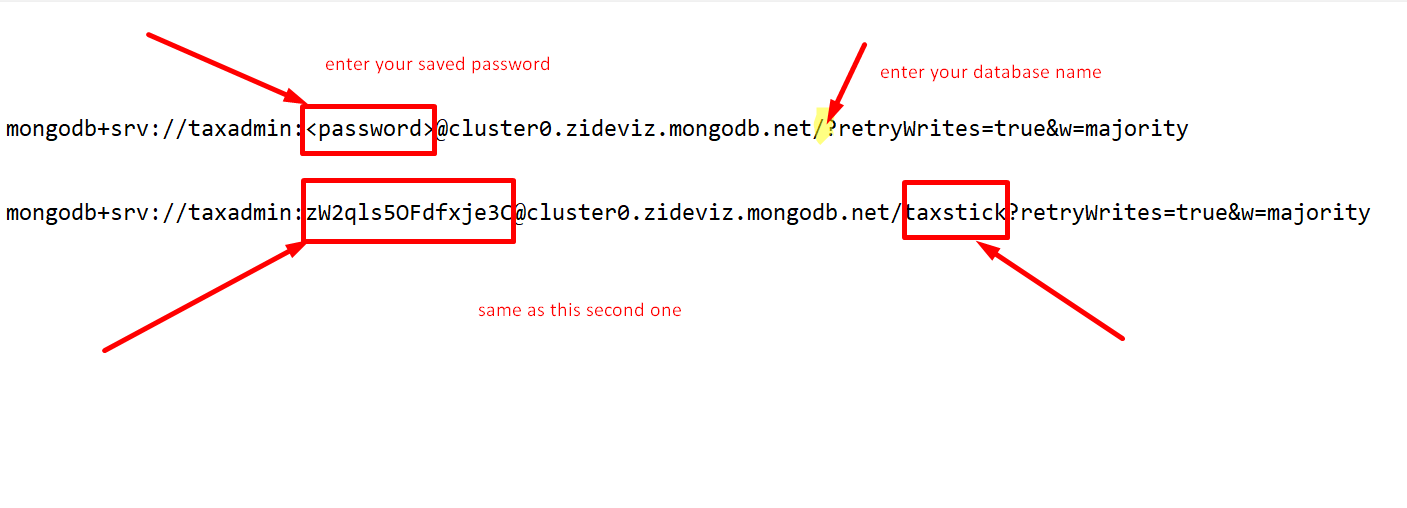 enter your saved password
enter your database name
mongodb+srv://taxadmin:<password>@cluster0.zideviz.mongodb.net/?retryWrites=true&w=majority
mongodb+srv://taxadmin:zW2qls5OFdfxje3C@cluster0.zideviz.mongodb.net/taxstick?retryWrites=true&w=majority
same as this second one